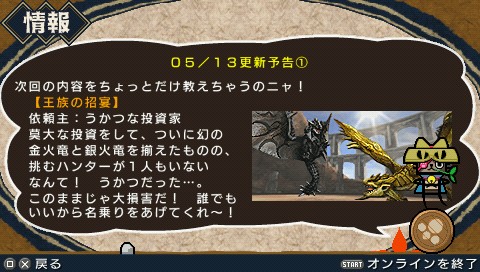 情報
05／13更新予告①
次回の内容をちょっとだけ教えちゃうのニャ！
【王族の招宴】
依頼主：うかつな投資家
莫大な投資をして、ついに幻の
金火竜と銀火竜を揃えたものの、
挑むハンターが１人もいない
なんて！　うかつだった…。
このままじゃ大損害だ！　誰でも
いいから名乗りをあげてくれ～！
□×戻る
START オンラインを終了